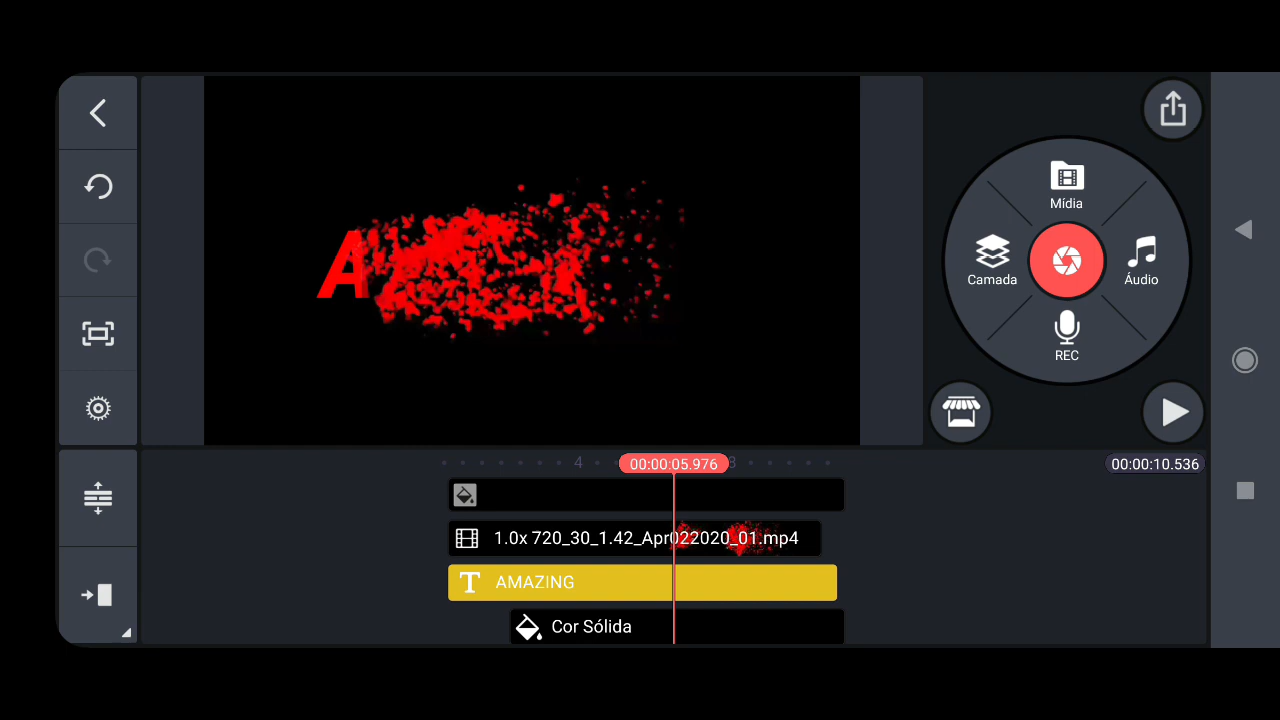 A
Mídia
Camada
Áudio
REC
4
00:00:05.976
8
00:00:10.536
1.0x 720_30_1.42_Apr022020_01.mp4
T AMAZING
Cor Sólida